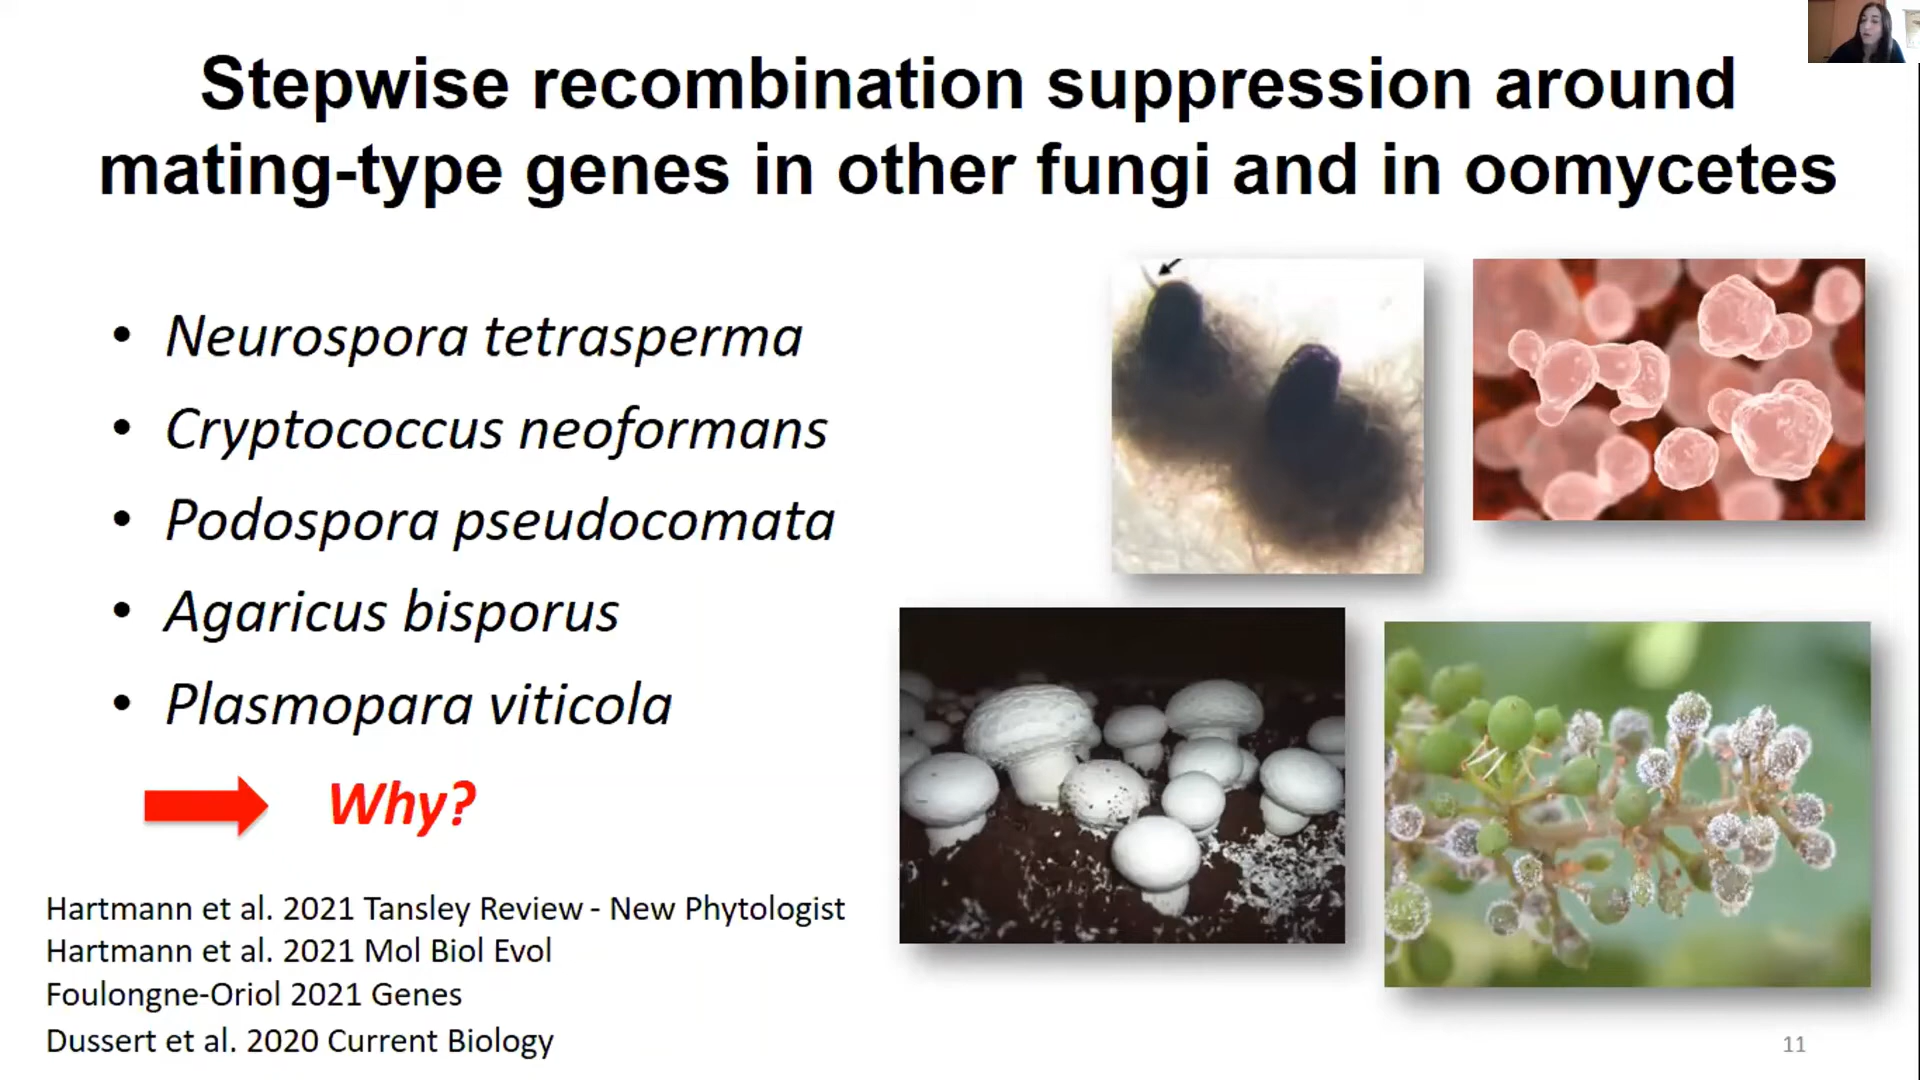 Stepwise recombination suppression around
mating-type genes in other fungi and in oomycetes
• Neurospora tetrasperma
• Cryptococcus neoformans
• Podospora pseudocomata
• Agaricus bisporus
• Plasmopara viticola
Why?
Hartmann et al. 2021 Tansley Review - New Phytologist
Hartmann et al. 2021 Mol Biol Evol
Foulongne-Oriol 2021 Genes
Dussert et al. 2020 Current Biology
11